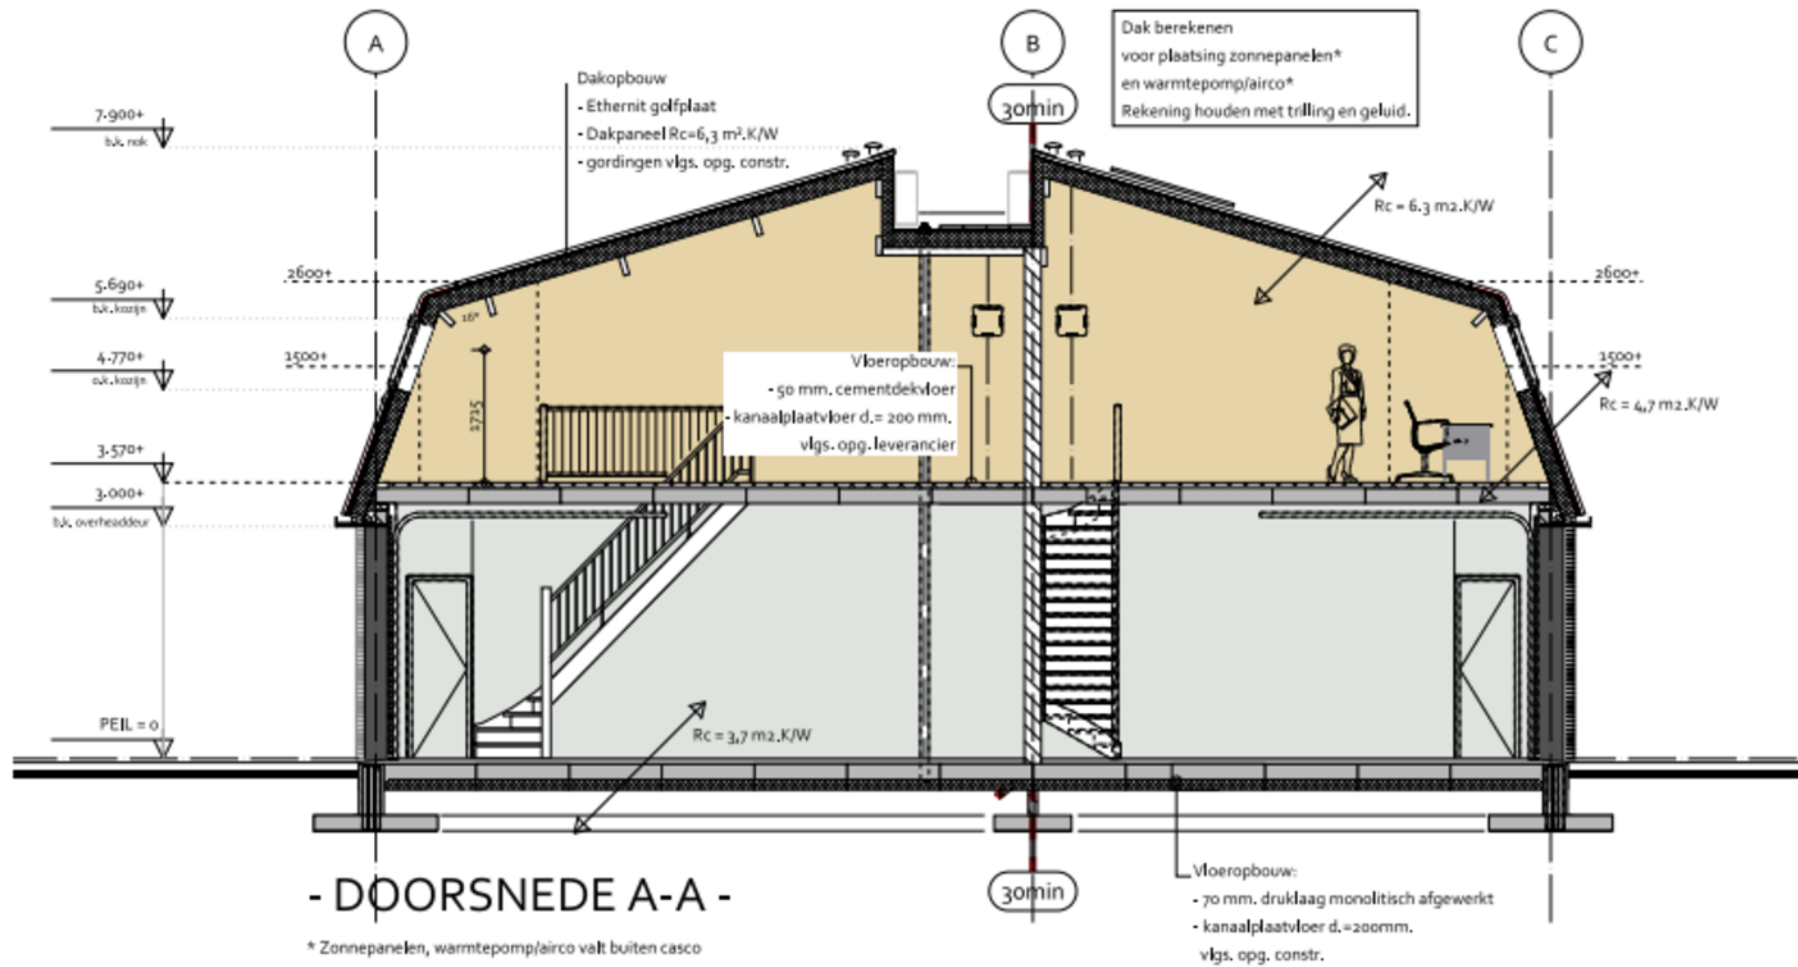 A
B
C
30min
Dak berekenen
voor plaatsing zonnepanelen*
en warmtepomp/airco*
Rekening houden met trilling en geluid.
Dakopbouw
- Ethernit golfplaat
- Dakpaneel Rc=6,3 m².K/W
- gordingen vlgs. opg. constr.
7.900+
b.k. nok
Rc = 6.3 m2.K/W
2600+
2600+
5.690+
b.k. kozijn
16°
4.770+
o.k. kozijn
1500+
1500+
1725
Vloeropbouw:
- 50 mm. cementdekvloer
- kanaalplaatvloer d.= 200 mm.
vlgs. opg. leverancier
Rc = 4,7 m2.K/W
3.570+
3.000+
b.k. overheaddeur
PEIL = 0
Rc = 3,7 m2.K/W
30min
Vloeropbouw:
- 70 mm. druklaag monolitisch afgewerkt
- kanaalplaatvloer d.=200mm.
vlgs. opg. constr.
- DOORSNEDE A-A -
* Zonnepanelen, warmtepomp/airco valt buiten casco